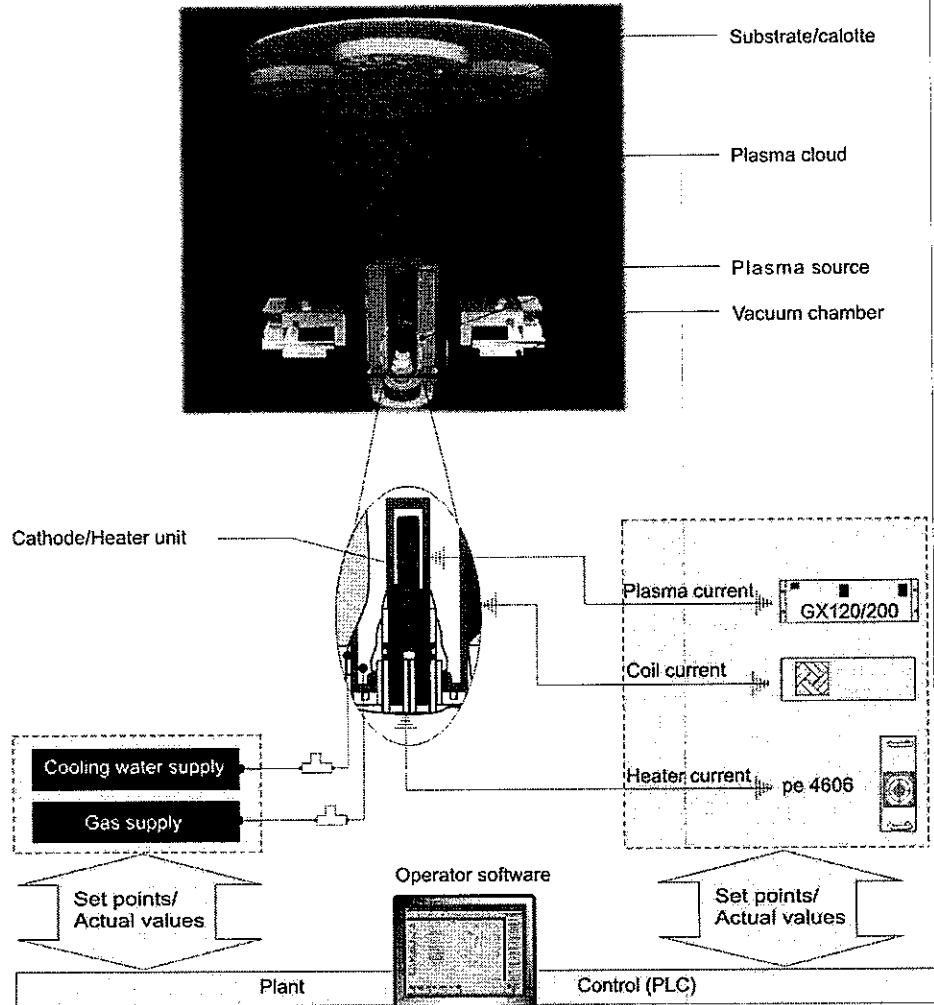 Substrate/calotte
Plasma cloud
Plasma source
Vacuum chamber
Cathode/Heater unit
Plasma current
GX120/200
Coil current
Heater current
pe 4606
Cooling water supply
Gas supply
Set points/
Actual values
Operator software
Set points/
Actual values
Plant
Control (PLC)